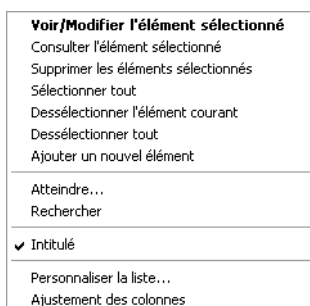 Voir/Modifier l'élément sélectionné
Consulter l'élément sélectionné
Supprimer les éléments sélectionnés
Sélectionner tout
Dessélectionner l'élément courant
Dessélectionner tout
Ajouter un nouvel élément
Atteindre...
Rechercher
Intitulé
Personnaliser la liste...
Ajustement des colonnes